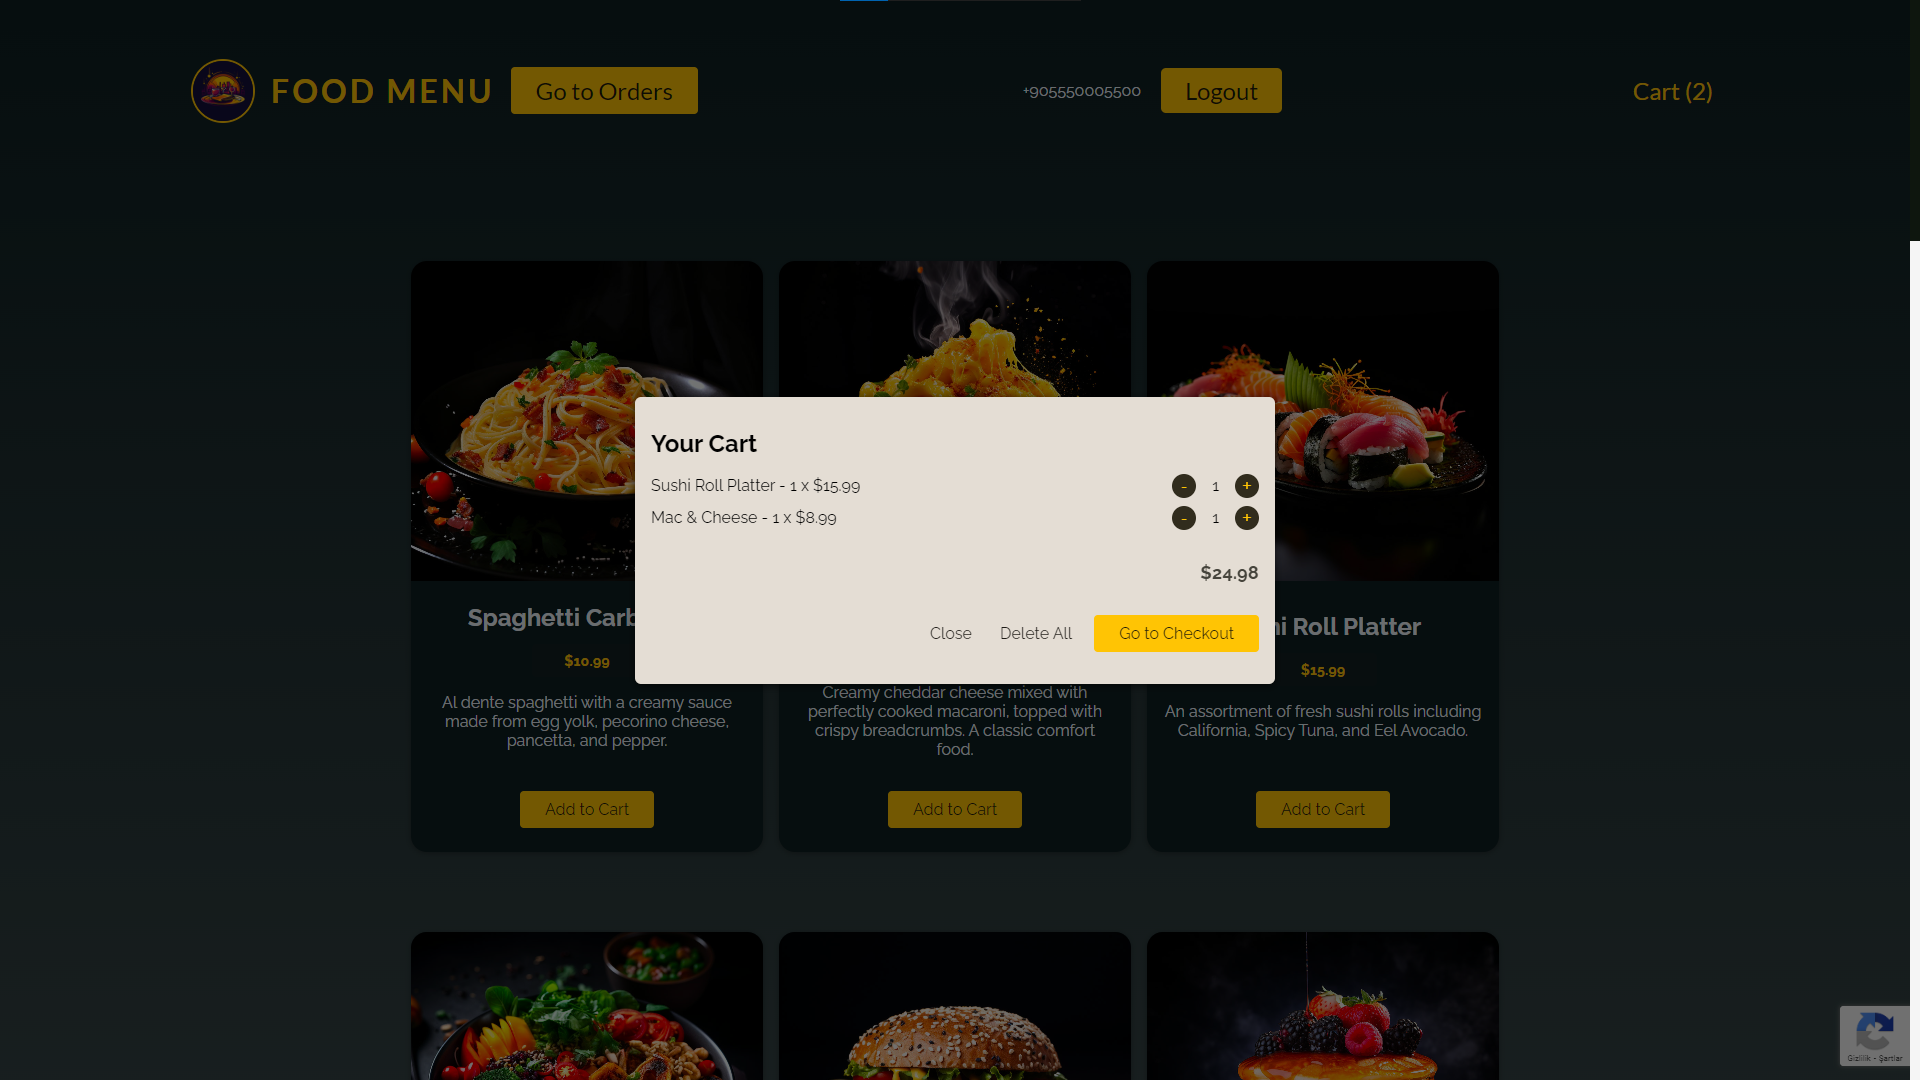 FOOD MENU
Go to Orders
+905550005500
Logout
Cart (2)
Your Cart
Sushi Roll Platter - 1 x $15.99
- 1 +
Mac & Cheese - 1 x $8.99
- 1 +
$24.98
Close
Delete All
Go to Checkout
Spaghetti Carb
$10.99
Al dente spaghetti with a creamy sauce
made from egg yolk, pecorino cheese,
pancetta, and pepper.
Add to Cart
Creamy cheddar cheese mixed with
perfectly cooked macaroni, topped with
crispy breadcrumbs. A classic comfort
food.
Add to Cart
i Roll Platter
$15.99
An assortment of fresh sushi rolls including
California, Spicy Tuna, and Eel Avocado.
Add to Cart
Gizlilik - Şartlar